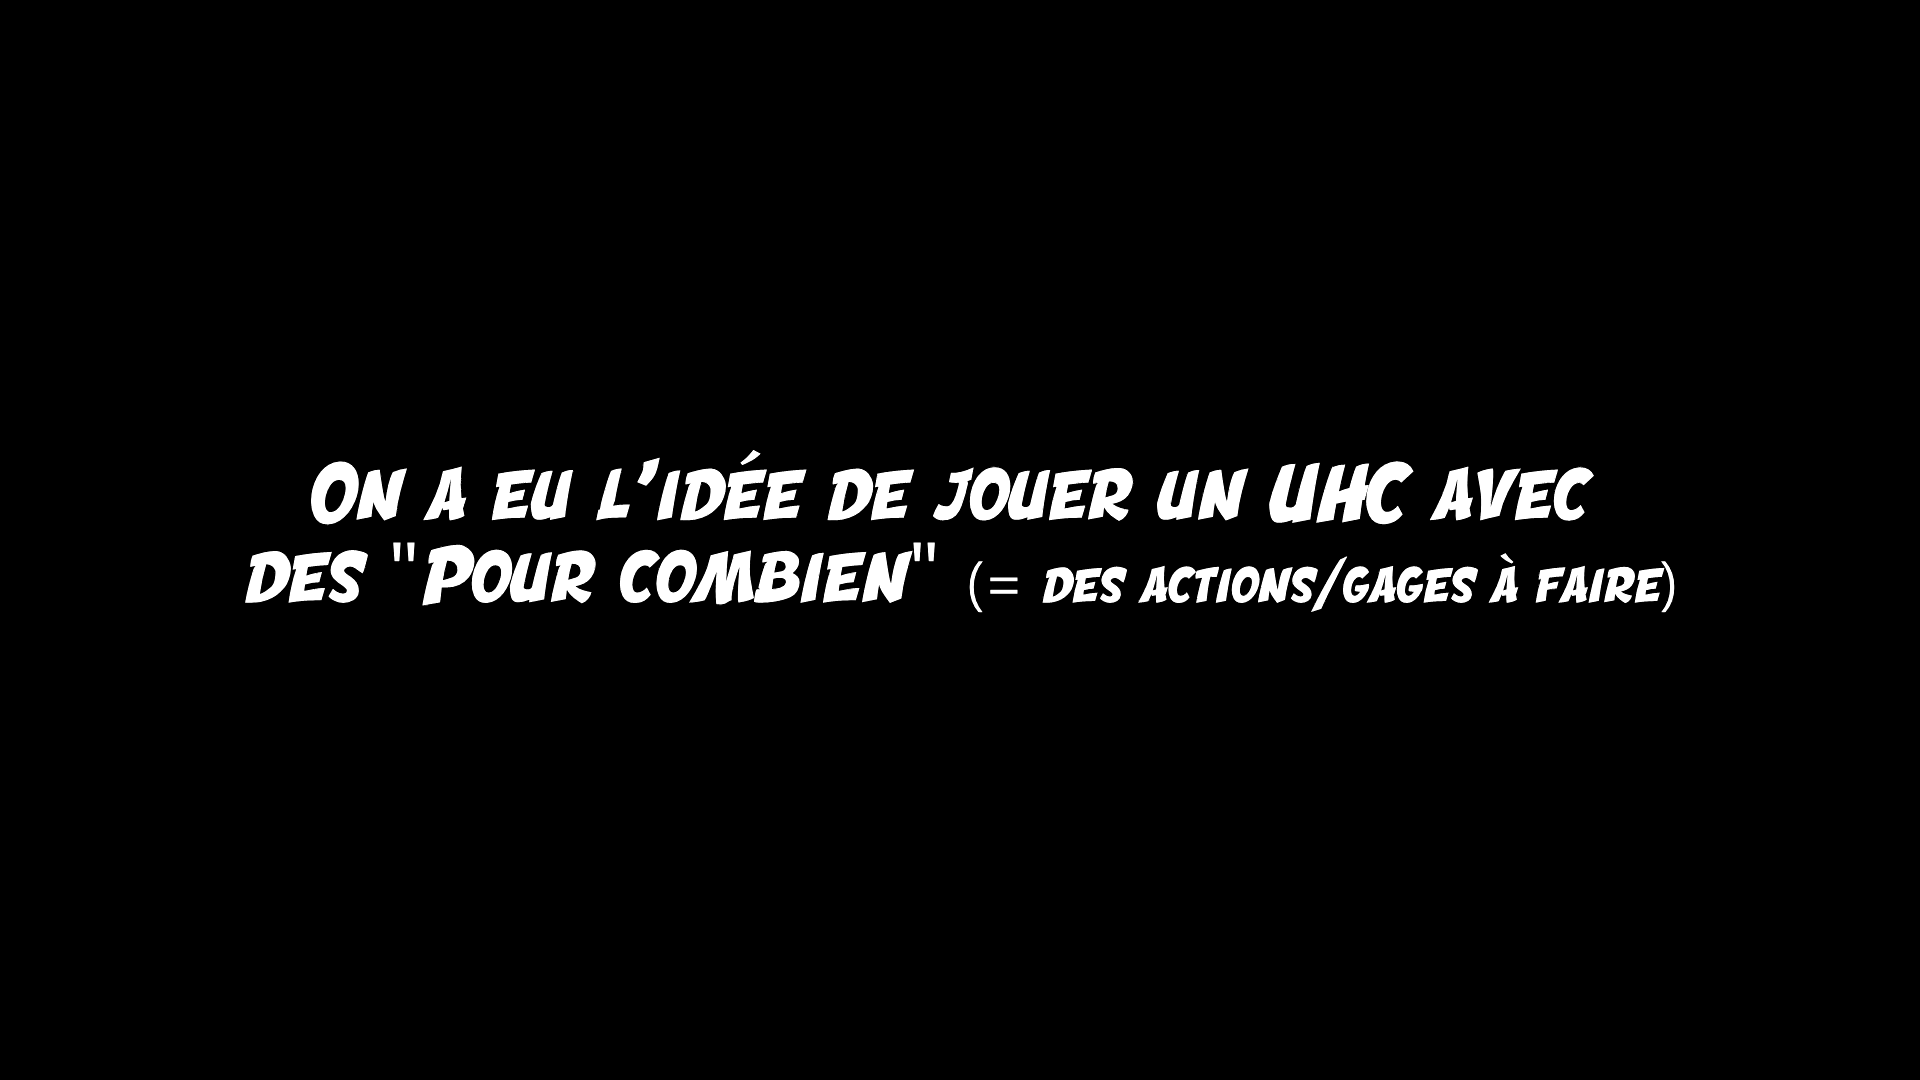 On a eu l'idée de jouer un UHC avec
des "Pour combien" (= des actions/gages à faire)